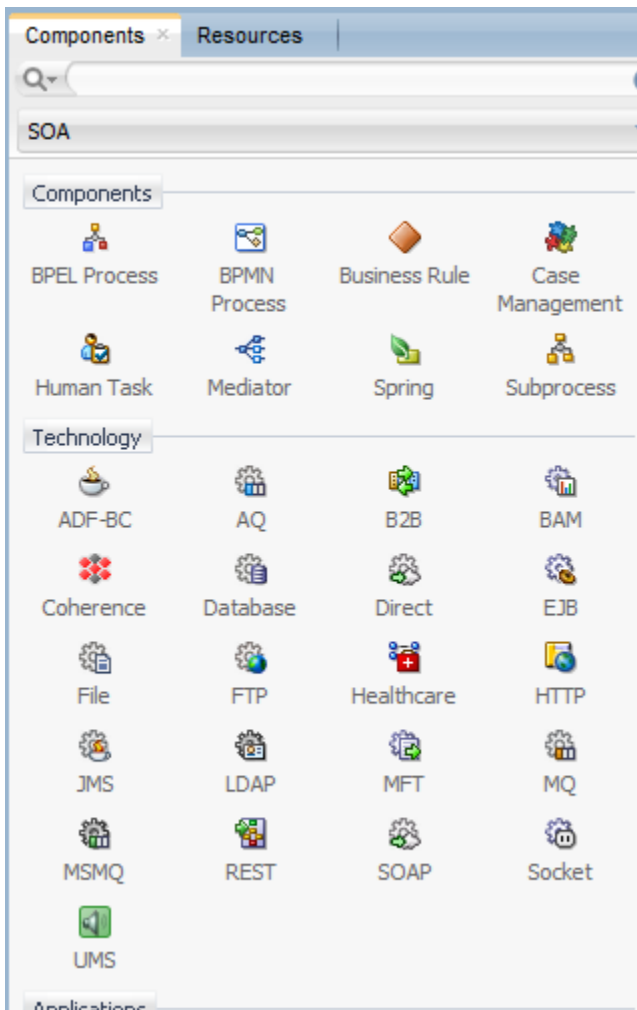 Components Resources
SOA
Components
BPEL Process BPMN Process Business Rule Case Management
Human Task Mediator Spring Subprocess
Technology
ADF-BC AQ B2B BAM
Coherence Database Direct EJB
File FTP Healthcare HTTP
JMS LDAP MFT MQ
MSMQ REST SOAP Socket
UMS
Applications